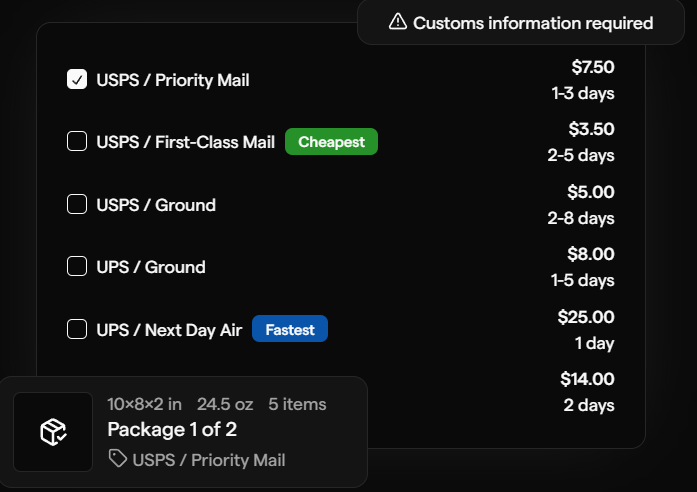 Customs information required
USPS / Priority Mail
$7.50
1-3 days
USPS / First-Class Mail Cheapest
$3.50
2-5 days
USPS / Ground
$5.00
2-8 days
UPS / Ground
$8.00
1-5 days
UPS / Next Day Air Fastest
$25.00
1 day
$14.00
2 days
10×8×2 in 24.5 oz 5 items
Package 1 of 2
USPS / Priority Mail